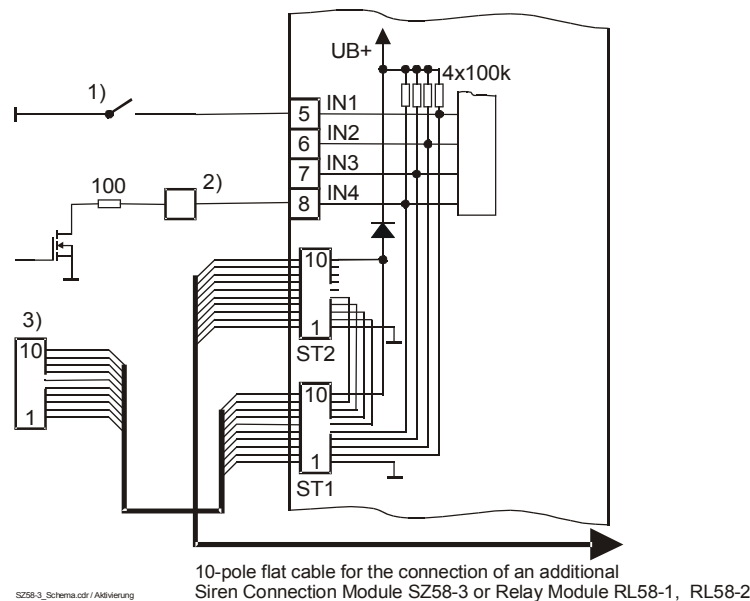 UB+
4x100k
1)
5 IN1
6 IN2
7 IN3
8 IN4
100
2)
10
1
ST2
3)
10
1
10
1
ST1
10-pole flat cable for the connection of an additional
Siren Connection Module SZ58-3 or Relay Module RL58-1, RL58-2
SZ58-3_Schema.cdr / Aktivierung